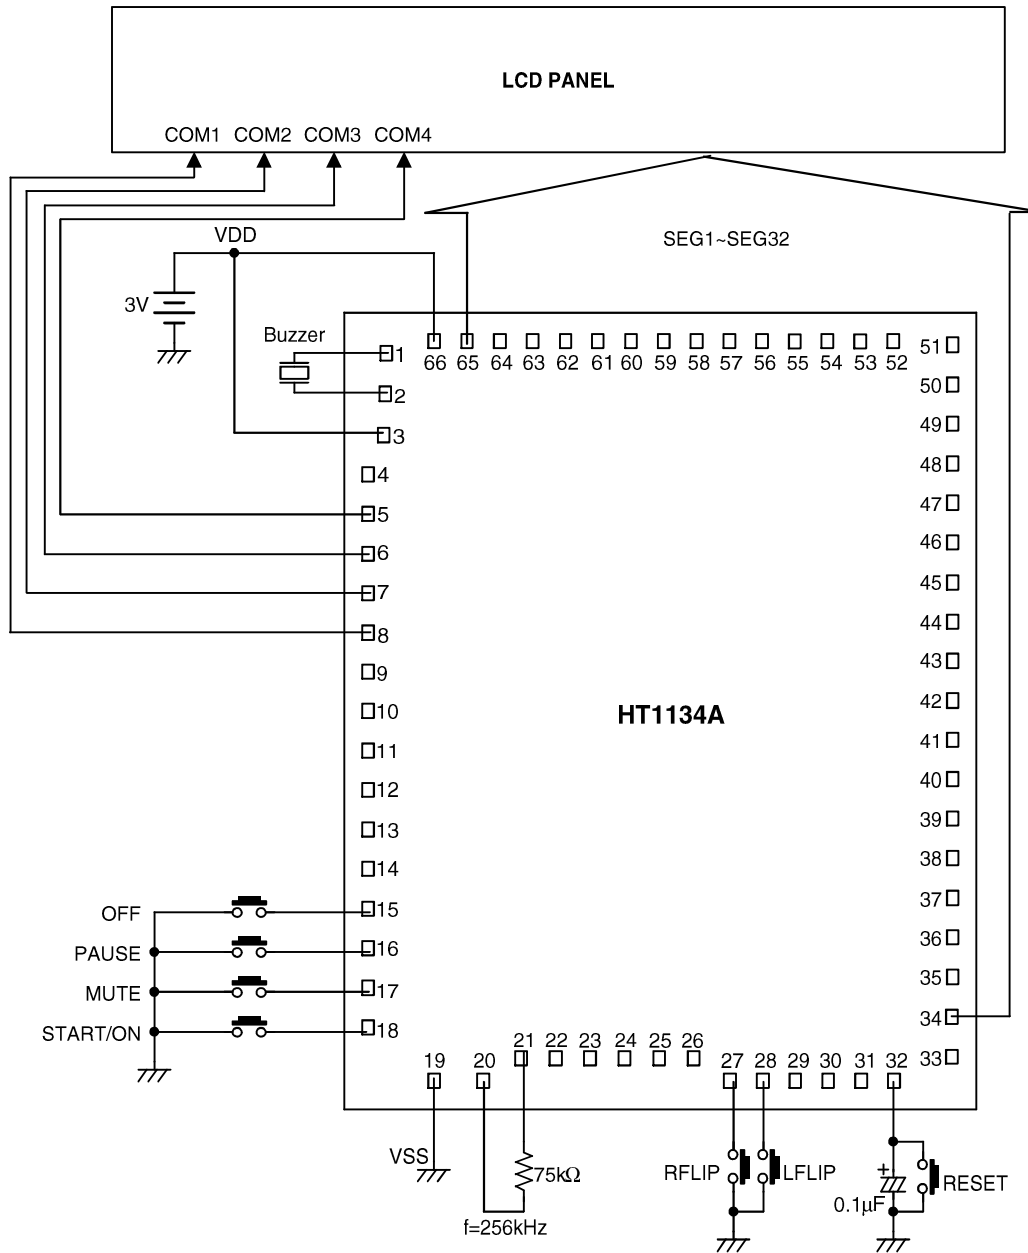 LCD PANEL
COM1 COM2 COM3 COM4
VDD
SEG1~SEG32
3V
Buzzer
1
2
3
4
5
6
7
8
9
10
11
12
13
14
15
16
17
18
66 65 64 63 62 61 60 59 58 57 56 55 54 53 52
51
50
49
48
47
46
45
44
43
42
41
40
39
38
37
36
35
34
33
HT1134A
OFF
PAUSE
MUTE
START/ON
19 20 21 22 23 24 25 26 27 28 29 30 31 32
VSS
75kΩ
f=256kHz
RFLIP
LFLIP
+
0.1µF
RESET